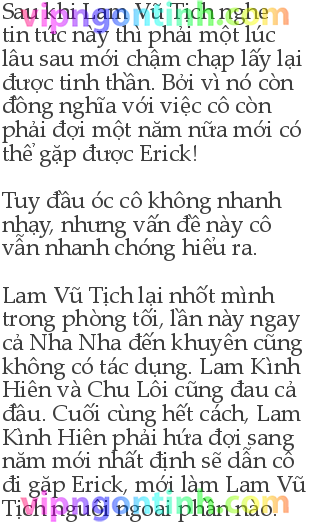 Sau khi Lam Vũ Tịch nghe
tin tức này thì phải một lúc
lâu sau mới chậm chạp lấy lại
được tinh thần. Bởi vì nó còn
đồng nghĩa với việc cô còn
phải đợi một năm nữa mới có
thể gặp được Erick!
Tuy đầu óc cô không nhanh
nhạy, nhưng vấn đề này cô
vẫn nhanh chóng hiểu ra.
Lam Vũ Tịch lại nhốt mình
trong phòng tối, lần này ngay
cả Nha Nha đến khuyên cũng
không có tác dụng. Lam Kình
Hiên và Chu Lôi cũng đau cả
đầu. Cuối cùng hết cách, Lam
Kình Hiên phải hứa đợi sang
năm mới nhất định sẽ dẫn cô
đi gặp Erick, mới làm Lam Vũ
Tịch nguôi ngoai phần nào.
vipngontinh.com
vipngontinh.com